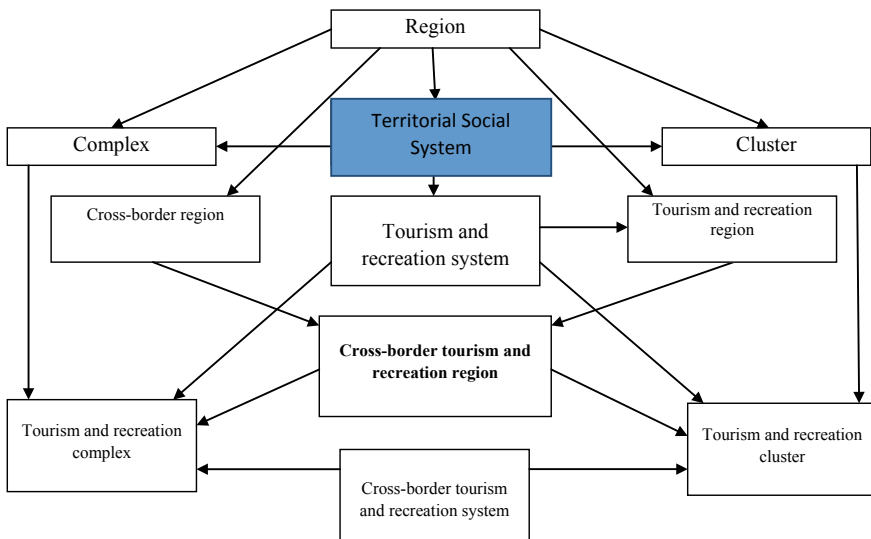 Region
Territorial Social
System
Complex
Cluster
Cross-border region
Tourism and
recreation system
Tourism and recreation
region
Cross-border tourism and
recreation region
Tourism and recreation
complex
Tourism and recreation
cluster
Cross-border tourism
and recreation system